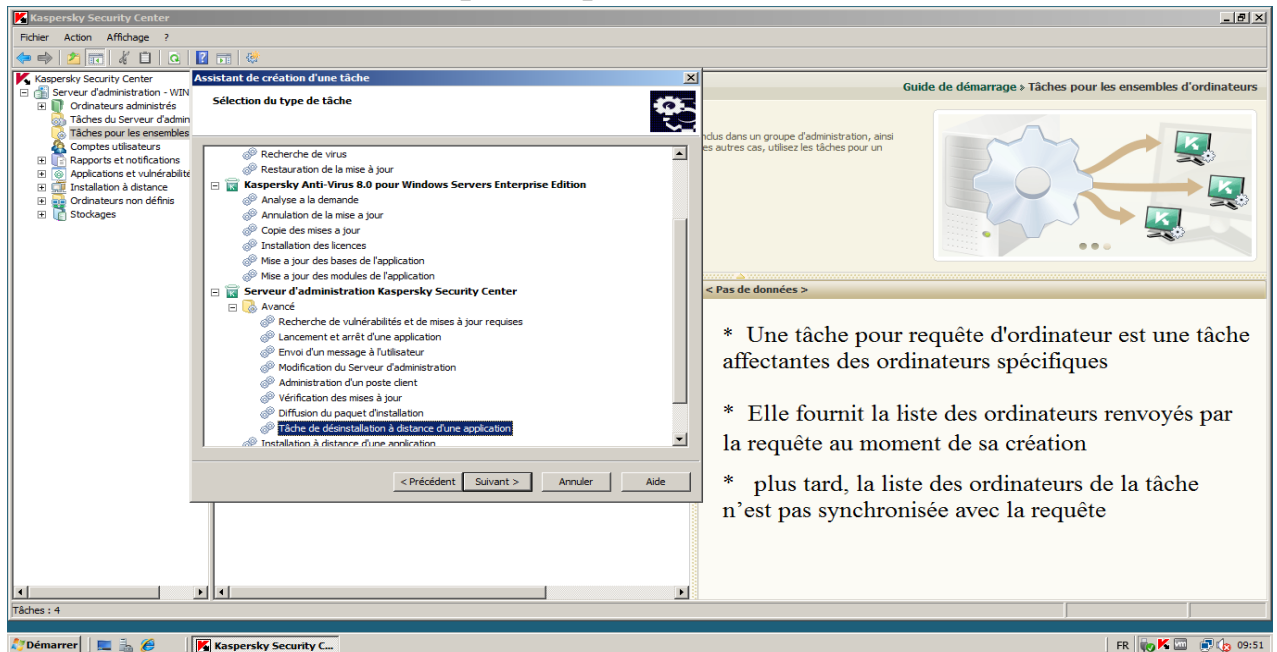 Kaspersky Security Center
Fichier Action Affichage ?
Kaspersky Security Center
Serveur d'administration - WIN
Ordinateurs administrés
Tâches du Serveur d'admin
Tâches pour les ensembles
Comptes utilisateurs
Rapports et notifications
Applications et vulnérabilité
Installation à distance
Ordinateurs non définis
Stockages
Assistant de création d'une tâche
Sélection du type de tâche
Recherche de virus
Restauration de la mise à jour
Kaspersky Anti-Virus 8.0 pour Windows Servers Enterprise Edition
Analyse a la demande
Annulation de la mise a jour
Copie des mises a jour
Installation des licences
Mise a jour des bases de l'application
Mise a jour des modules de l'application
Serveur d'administration Kaspersky Security Center
Avancé
Recherche de vulnérabilités et de mises à jour requises
Lancement et arrêt d'une application
Envoi d'un message à l'utilisateur
Modification du Serveur d'administration
Administration d'un poste client
Vérification des mises à jour
Diffusion du paquet d'installation
Tâche de désinstallation à distance d'une application
Installation à distance d'une application
< Précédent Suivant > Annuler Aide
Guide de démarrage › Tâches pour les ensembles d'ordinateurs
clus dans un groupe d'administration, ainsi
es autres cas, utilisez les tâches pour un
< Pas de données >
* Une tâche pour requête d'ordinateur est une tâche
affectantes des ordinateurs spécifiques
* Elle fournit la liste des ordinateurs renvoyés par
la requête au moment de sa création
* plus tard, la liste des ordinateurs de la tâche
n’est pas synchronisée avec la requête
Tâches : 4
Démarrer Kaspersky Security C... FR 09:51